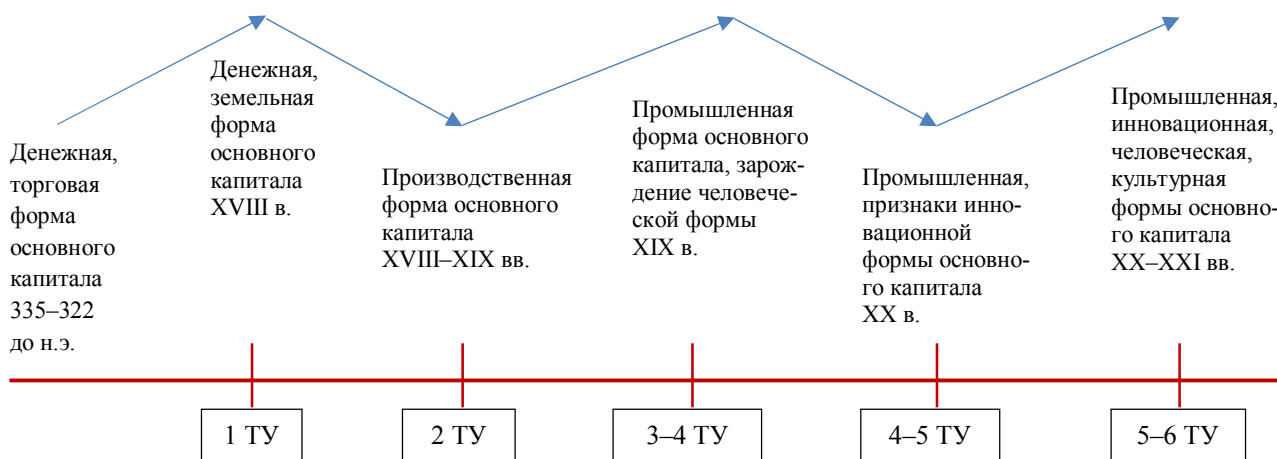 Денежная,
торговая
форма
основного
капитала
335–322
до н.э.
Денежная,
земельная
форма
основного
капитала
XVIII в.
Производственная
форма основного
капитала
XVIII–XIX вв.
Промышленная
форма основного
капитала, зарож-
дение человече-
ской формы
XIX в.
Промышленная,
признаки инно-
вационной
формы основно-
го капитала
XX в.
Промышленная,
инновационная,
человеческая,
культурная
формы основно-
го капитала
XX–XXI вв.
1 ТУ
2 ТУ
3–4 ТУ
4–5 ТУ
5–6 ТУ